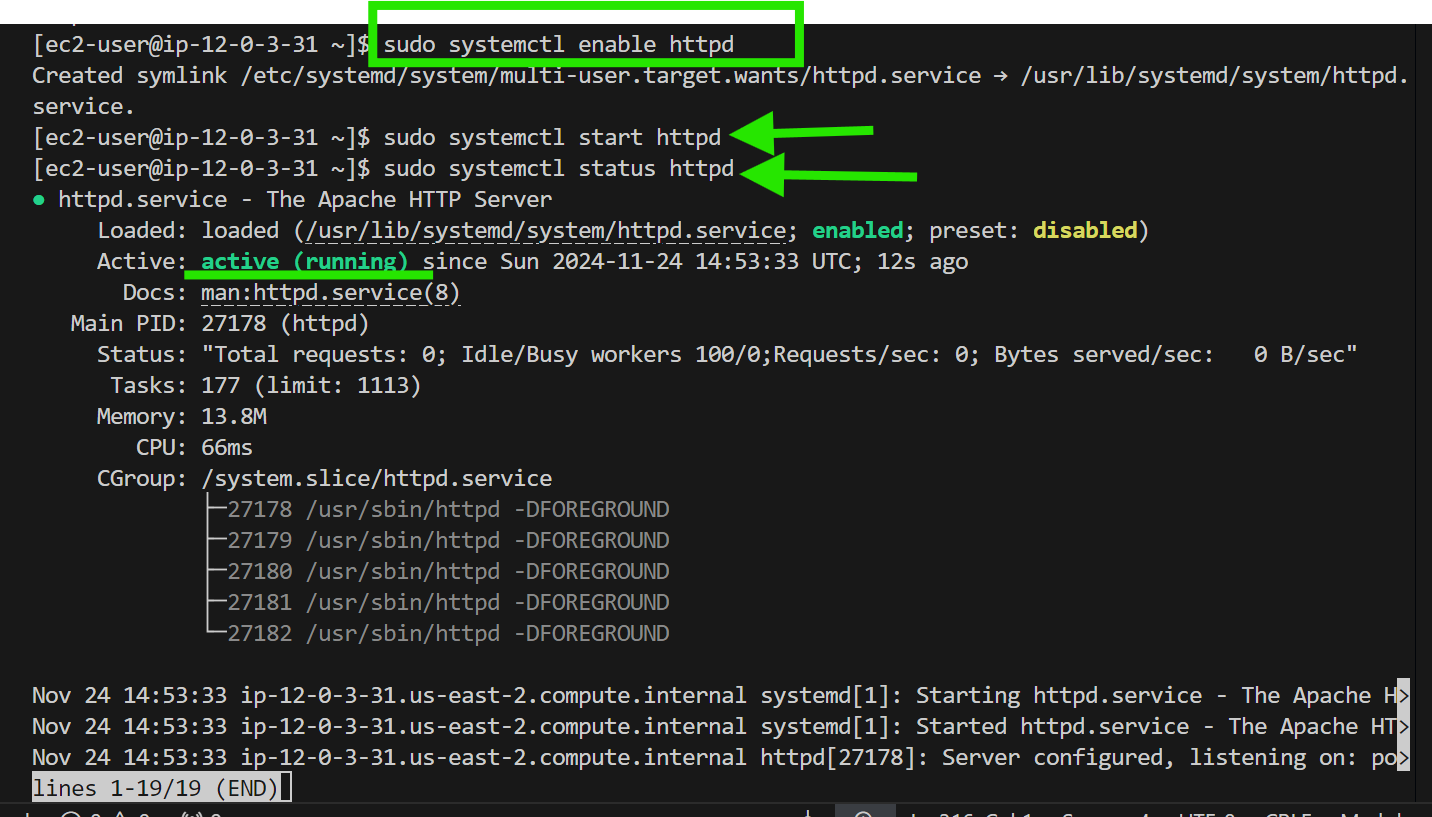 [ec2-user@ip-12-0-3-31 ~]$ sudo systemctl enable httpd
Created symlink /etc/systemd/system/multi-user.target.wants/httpd.service → /usr/lib/systemd/system/httpd.
service.
[ec2-user@ip-12-0-3-31 ~]$ sudo systemctl start httpd
[ec2-user@ip-12-0-3-31 ~]$ sudo systemctl status httpd
● httpd.service - The Apache HTTP Server
Loaded: loaded (/usr/lib/systemd/system/httpd.service; enabled; preset: disabled)
Active: active (running) since Sun 2024-11-24 14:53:33 UTC; 12s ago
Docs: man:httpd.service(8)
Main PID: 27178 (httpd)
Status: "Total requests: 0; Idle/Busy workers 100/0;Requests/sec: 0; Bytes served/sec:   0 B/sec"
Tasks: 177 (limit: 1113)
Memory: 13.8M
CPU: 66ms
CGroup: /system.slice/httpd.service
├─27178 /usr/sbin/httpd -DFOREGROUND
├─27179 /usr/sbin/httpd -DFOREGROUND
├─27180 /usr/sbin/httpd -DFOREGROUND
├─27181 /usr/sbin/httpd -DFOREGROUND
└─27182 /usr/sbin/httpd -DFOREGROUND
Nov 24 14:53:33 ip-12-0-3-31.us-east-2.compute.internal systemd[1]: Starting httpd.service - The Apache H>
Nov 24 14:53:33 ip-12-0-3-31.us-east-2.compute.internal systemd[1]: Started httpd.service - The Apache HT>
Nov 24 14:53:33 ip-12-0-3-31.us-east-2.compute.internal httpd[27178]: Server configured, listening on: po>
lines 1-19/19 (END)